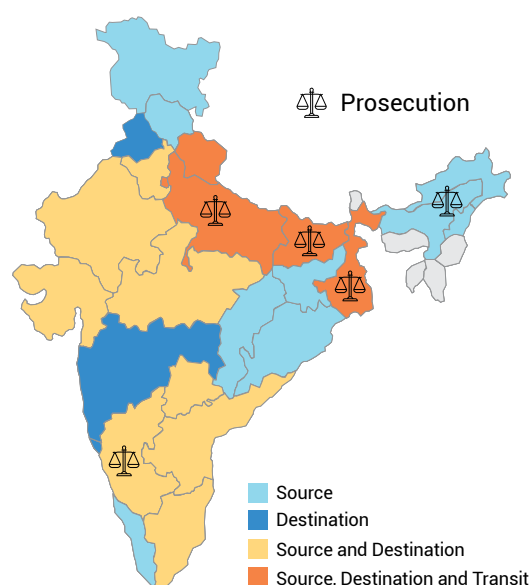 Prosecution
Source
Destination
Source and Destination
Source, Destination and Transit